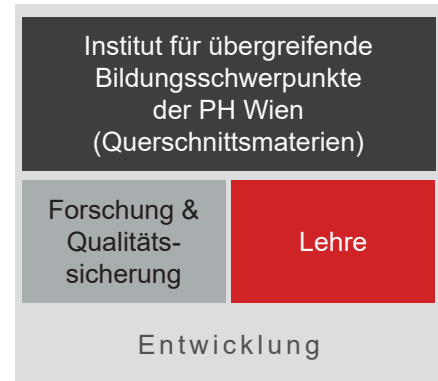 Institut für übergreifende
Bildungsschwerpunkte
der PH Wien
(Querschnittsmaterien)
Forschung &
Qualitäts-
sicherung
Lehre
Entwicklung